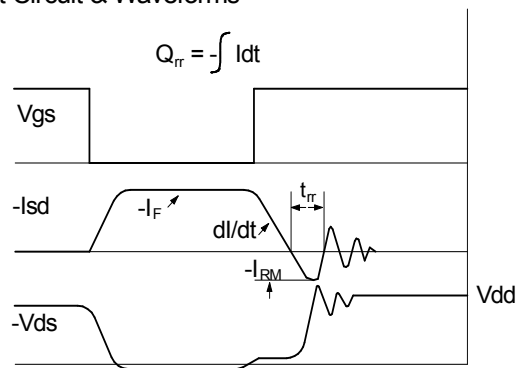 t Circuit & Waveforms
Qrr = -∫ Idt
Vgs
-Isd
-IF
dI/dt
trr
-IRM
Vdd
-Vds